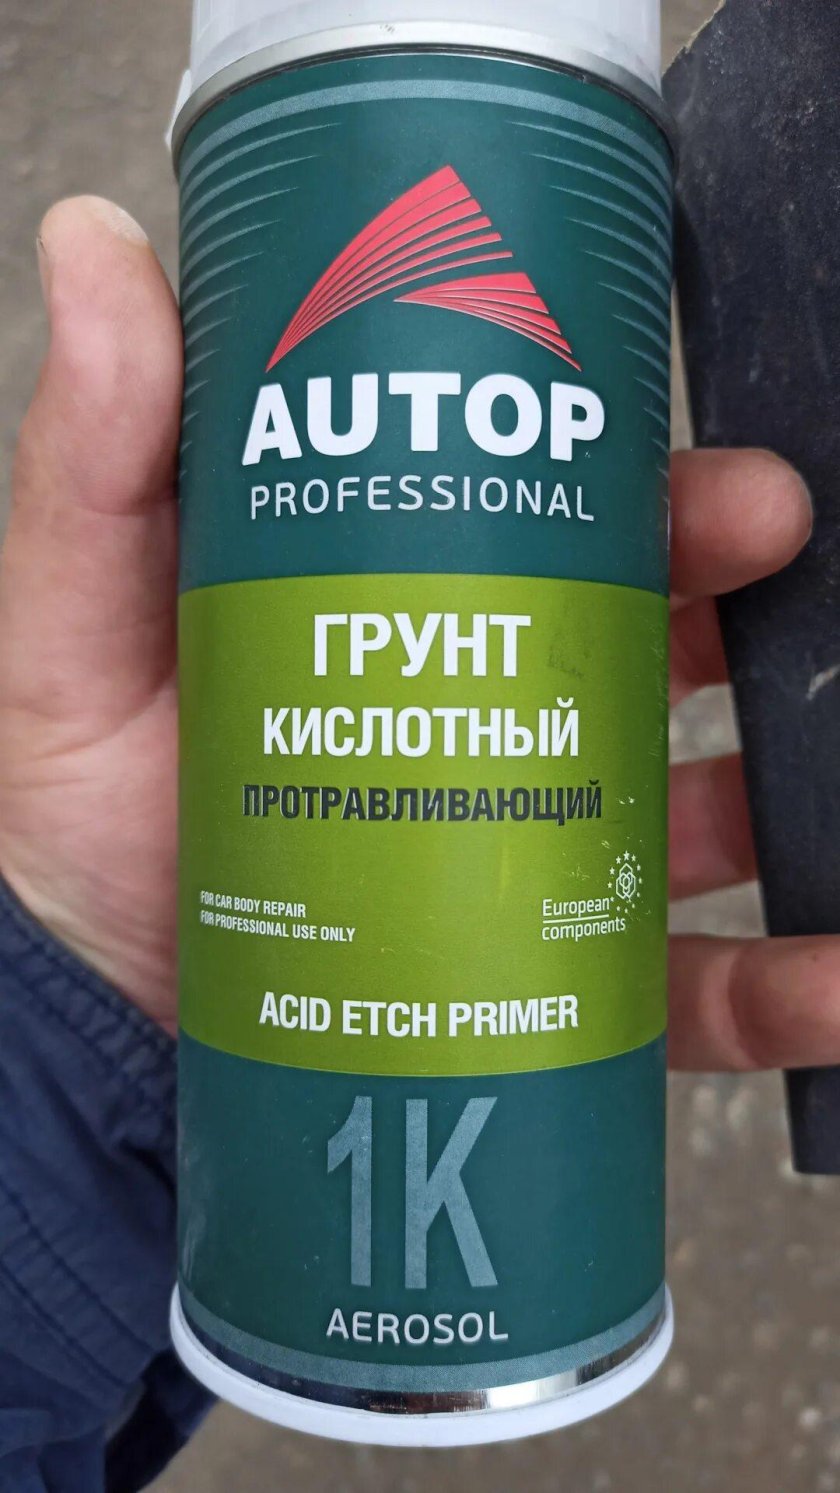 AUTOP
PROFESSIONAL
ГРУНТ
КИСЛОТНЫЙ
ПРОТРАВЛИВАЮЩИЙ
FOR CAR BODY REPAIR
FOR PROFESSIONAL USE ONLY
European*
components
ACID ETCH PRIMER
1K
AEROSOL